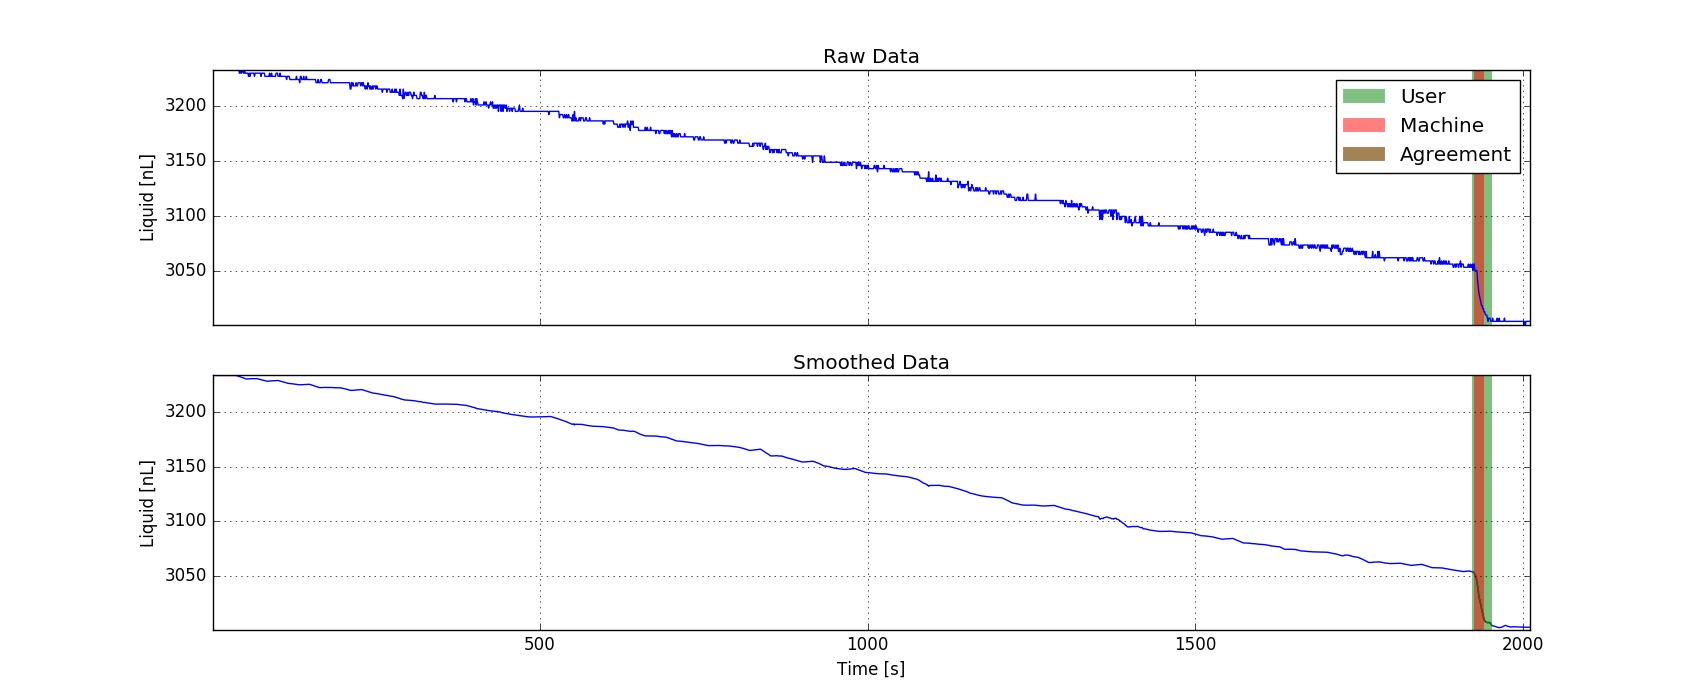 Raw Data
Liquid [nL]
3200
3150
3100
3050
User
Machine
Agreement
Smoothed Data
Liquid [nL]
3200
3150
3100
3050
500
1000
1500
2000
Time [s]